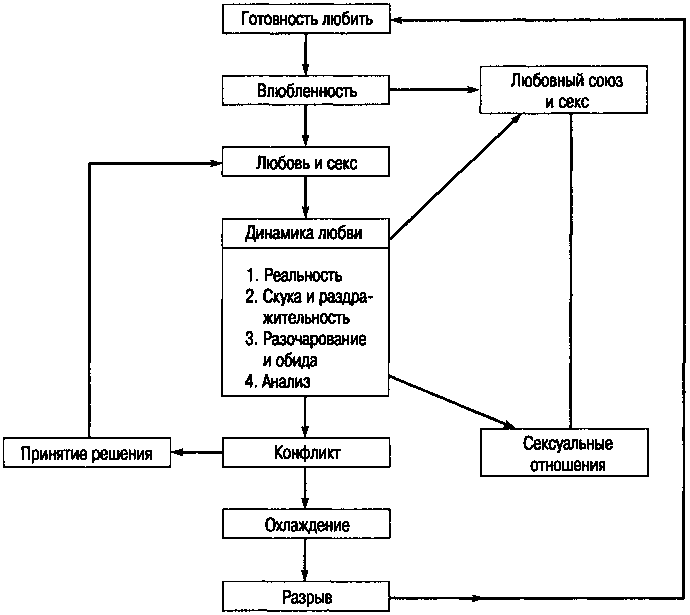 Готовность любить
Влюбленность
Любовный союз
и секс
Любовь и секс
Динамика любви
1. Реальность
2. Скука и раздра-
жительность
3. Разочарование
и обида
4. Анализ
Принятие решения
Конфликт
Сексуальные
отношения
Охлаждение
Разрыв